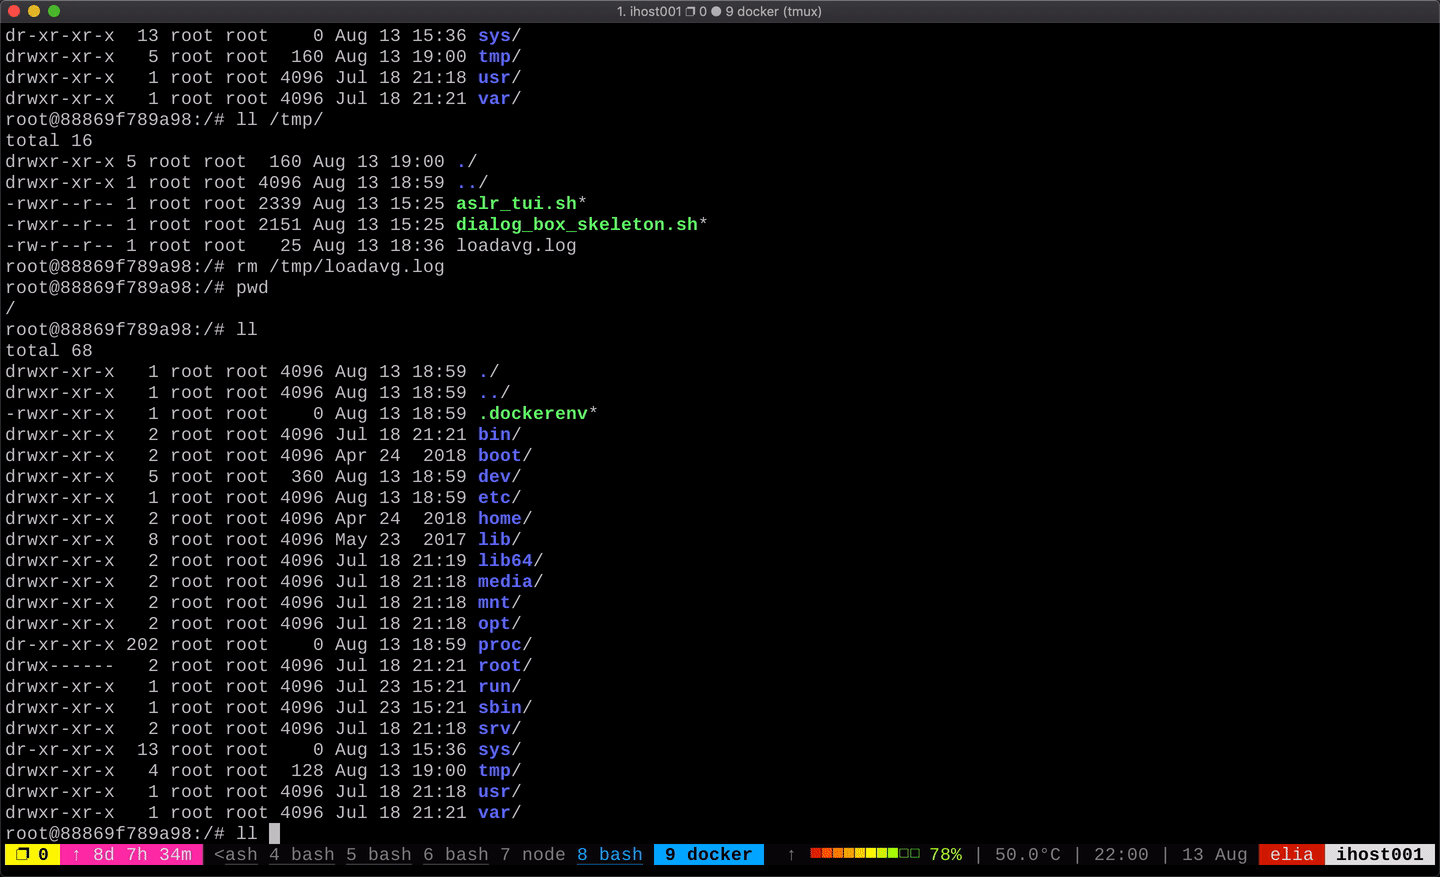 1. ihost001 ❐ 0 ● 9 docker (tmux)
dr-xr-xr-x  13 root root    0 Aug 13 15:36 sys/
drwxr-xr-x   5 root root  160 Aug 13 19:00 tmp/
drwxr-xr-x   1 root root 4096 Jul 18 21:18 usr/
drwxr-xr-x   1 root root 4096 Jul 18 21:21 var/
root@88869f789a98:/# ll /tmp/
total 16
drwxr-xr-x 5 root root  160 Aug 13 19:00 ./
drwxr-xr-x 1 root root 4096 Aug 13 18:59 ../
-rwxr--r-- 1 root root 2339 Aug 13 15:25 aslr_tui.sh*
-rwxr--r-- 1 root root 2151 Aug 13 15:25 dialog_box_skeleton.sh*
-rw-r--r-- 1 root root   25 Aug 13 18:36 loadavg.log
root@88869f789a98:/# rm /tmp/loadavg.log
root@88869f789a98:/# pwd
/
root@88869f789a98:/# ll
total 68
drwxr-xr-x   1 root root 4096 Aug 13 18:59 ./
drwxr-xr-x   1 root root 4096 Aug 13 18:59 ../
-rwxr-xr-x   1 root root    0 Aug 13 18:59 .dockerenv*
drwxr-xr-x   2 root root 4096 Jul 18 21:21 bin/
drwxr-xr-x   2 root root 4096 Apr 24  2018 boot/
drwxr-xr-x   5 root root  360 Aug 13 18:59 dev/
drwxr-xr-x   1 root root 4096 Aug 13 18:59 etc/
drwxr-xr-x   2 root root 4096 Apr 24  2018 home/
drwxr-xr-x   8 root root 4096 May 23  2017 lib/
drwxr-xr-x   2 root root 4096 Jul 18 21:19 lib64/
drwxr-xr-x   2 root root 4096 Jul 18 21:18 media/
drwxr-xr-x   2 root root 4096 Jul 18 21:18 mnt/
drwxr-xr-x   2 root root 4096 Jul 18 21:18 opt/
dr-xr-xr-x 202 root root    0 Aug 13 18:59 proc/
drwx------   2 root root 4096 Jul 18 21:21 root/
drwxr-xr-x   1 root root 4096 Jul 23 15:21 run/
drwxr-xr-x   1 root root 4096 Jul 23 15:21 sbin/
drwxr-xr-x   2 root root 4096 Jul 18 21:18 srv/
dr-xr-xr-x  13 root root    0 Aug 13 15:36 sys/
drwxr-xr-x   4 root root  128 Aug 13 19:00 tmp/
drwxr-xr-x   1 root root 4096 Jul 18 21:18 usr/
drwxr-xr-x   1 root root 4096 Jul 18 21:21 var/
root@88869f789a98:/# ll
❐ 0 ↑ 8d 7h 34m <ash 4 bash 5 bash 6 bash 7 node 8 bash 9 docker ↑ 78% | 50.0°C | 22:00 | 13 Aug elia ihost001